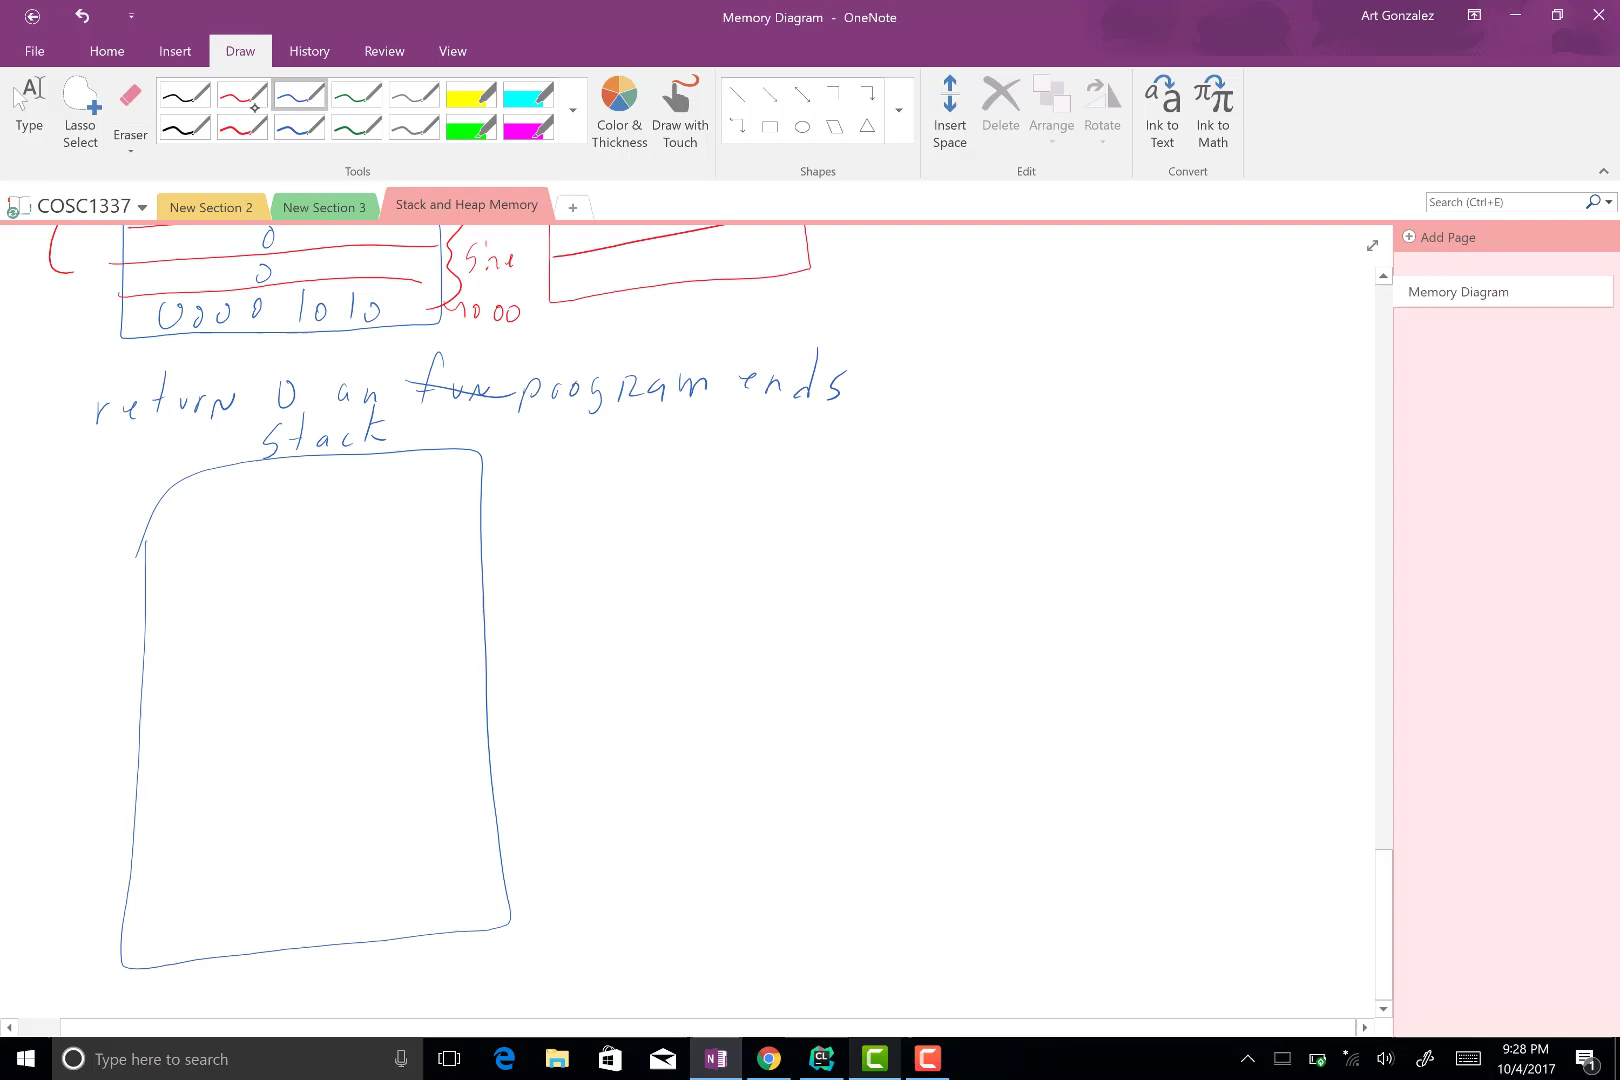 Memory Diagram - OneNote
Art Gonzalez
File Home Insert Draw History Review View
Type
Lasso Select
Eraser
Color & Thickness
Draw with Touch
Insert Space
Delete
Arrange
Rotate
Ink to Text
Ink to Math
Tools
Shapes
Edit
Convert
COSC1337
New Section 2
New Section 3
Stack and Heap Memory
Search (Ctrl+E)
Add Page
Memory Diagram
0
0
0000 1010
return 0 an fun program ends
Stack
Type here to search
9:28 PM
10/4/2017
1